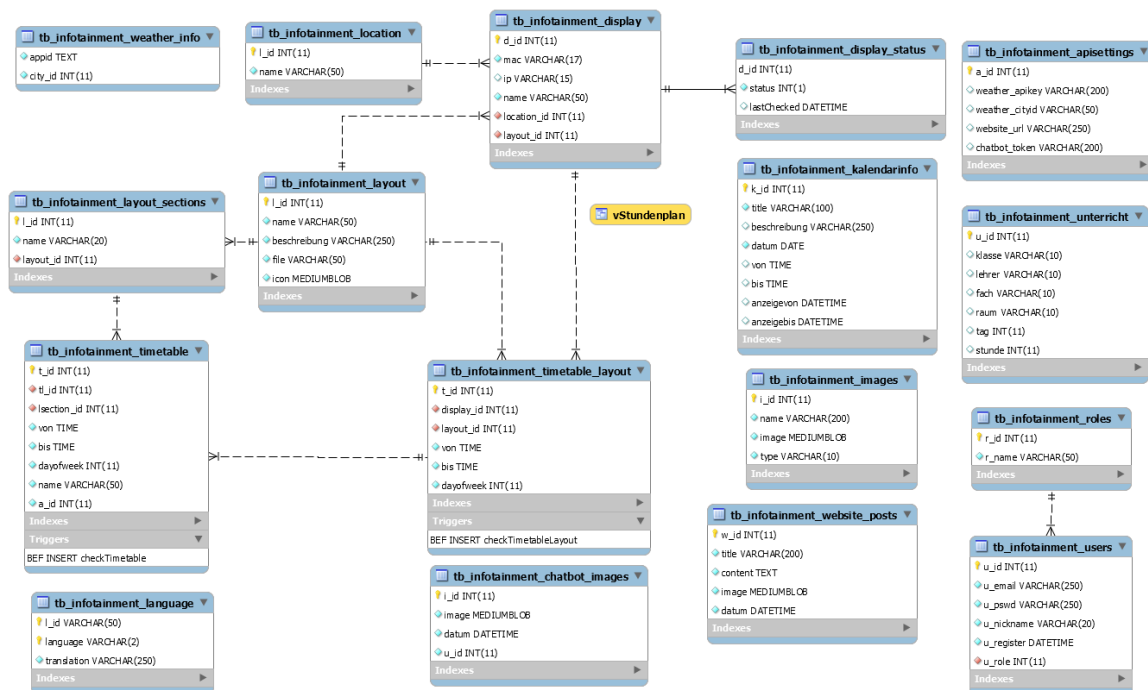 tb_infotainment_weather_info
appid TEXT
city_id INT(11)
tb_infotainment_location
l_id INT(11)
name VARCHAR(50)
Indexes
tb_infotainment_display
d_id INT(11)
mac VARCHAR(17)
ip VARCHAR(15)
name VARCHAR(50)
location_id INT(11)
layout_id INT(11)
Indexes
tb_infotainment_display_status
d_id INT(11)
status INT(1)
lastChecked DATETIME
Indexes
tb_infotainment_apisettings
a_id INT(11)
weather_apikey VARCHAR(200)
weather_cityid VARCHAR(50)
website_url VARCHAR(250)
chatbot_token VARCHAR(200)
Indexes
tb_infotainment_layout_sections
l_id INT(11)
name VARCHAR(20)
layout_id INT(11)
Indexes
tb_infotainment_layout
l_id INT(11)
name VARCHAR(50)
beschreibung VARCHAR(250)
file VARCHAR(50)
icon MEDIUMBLOB
Indexes
vStundenplan
tb_infotainment_kalendarinfo
k_id INT(11)
title VARCHAR(100)
beschreibung VARCHAR(250)
datum DATE
von TIME
bis TIME
anzeigevon DATETIME
anzeigebis DATETIME
Indexes
tb_infotainment_unterricht
u_id INT(11)
klasse VARCHAR(10)
lehrer VARCHAR(10)
fach VARCHAR(10)
raum VARCHAR(10)
tag INT(11)
stunde INT(11)
Indexes
tb_infotainment_timetable
t_id INT(11)
tl_id INT(11)
lsection_id INT(11)
von TIME
bis TIME
dayofweek INT(11)
name VARCHAR(50)
a_id INT(11)
Indexes
Triggers
BEF INSERT checkTimetable
tb_infotainment_timetable_layout
t_id INT(11)
display_id INT(11)
layout_id INT(11)
von TIME
bis TIME
dayofweek INT(11)
Indexes
Triggers
BEF INSERT checkTimetableLayout
tb_infotainment_images
i_id INT(11)
name VARCHAR(200)
image MEDIUMBLOB
type VARCHAR(10)
Indexes
tb_infotainment_roles
r_id INT(11)
r_name VARCHAR(50)
Indexes
tb_infotainment_language
l_id VARCHAR(50)
language VARCHAR(2)
translation VARCHAR(250)
Indexes
tb_infotainment_chatbot_images
i_id INT(11)
image MEDIUMBLOB
datum DATETIME
u_id INT(11)
Indexes
tb_infotainment_website_posts
w_id INT(11)
title VARCHAR(200)
content TEXT
image MEDIUMBLOB
datum DATETIME
Indexes
tb_infotainment_users
u_id INT(11)
u_email VARCHAR(250)
u_pswd VARCHAR(250)
u_nickname VARCHAR(20)
u_register DATETIME
u_role INT(11)
Indexes